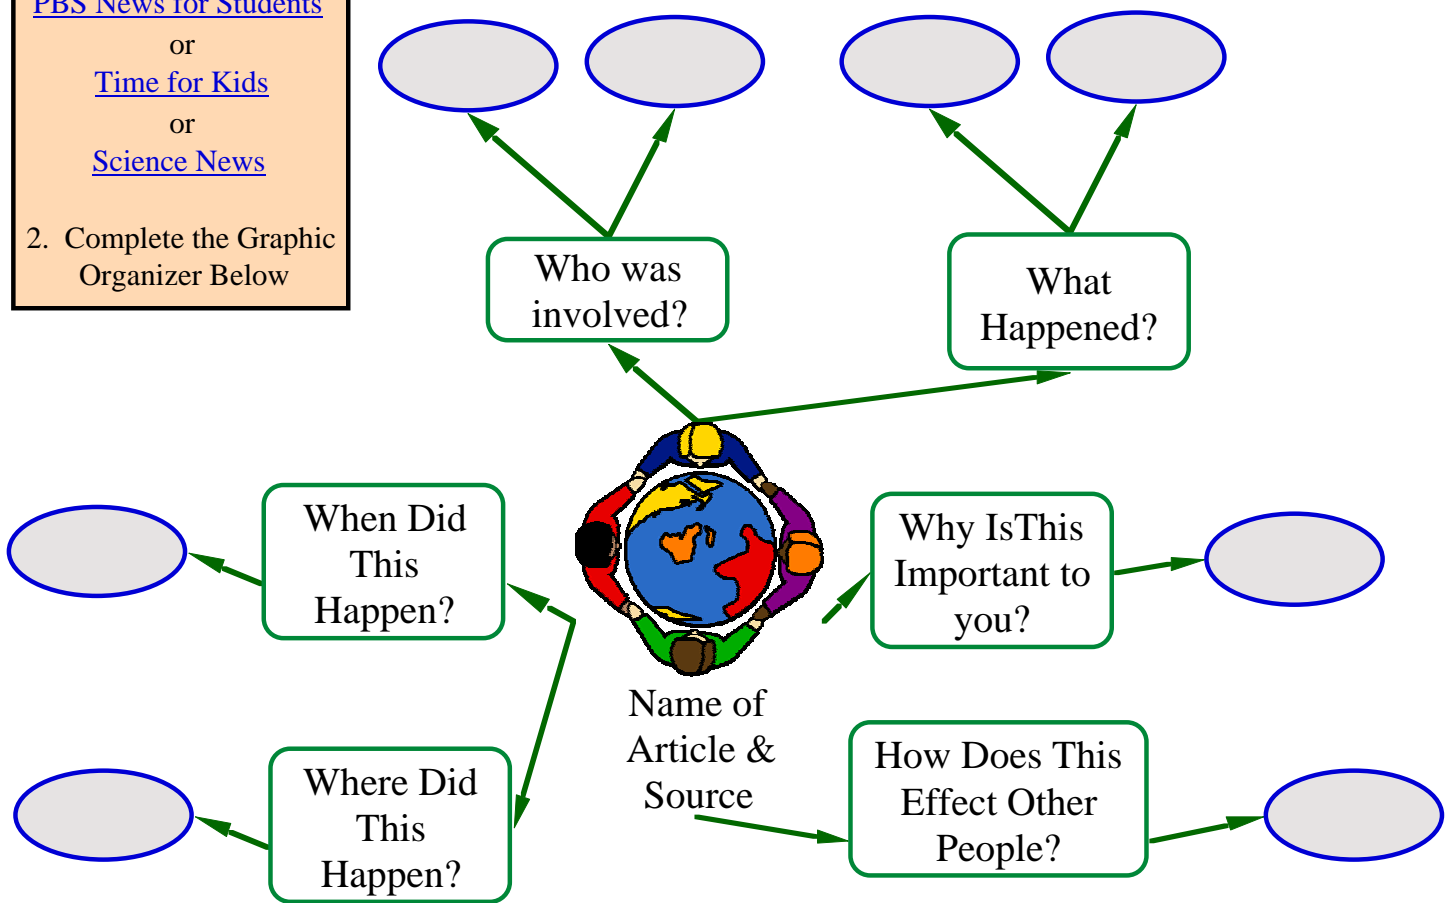 PBS News for Students
or
Time for Kids
or
Science News
2. Complete the Graphic
Organizer Below
Who was
involved?
What
Happened?
When Did
This
Happen?
Why IsThis
Important to
you?
Name of
Article &
Source
Where Did
This
Happen?
How Does This
Effect Other
People?